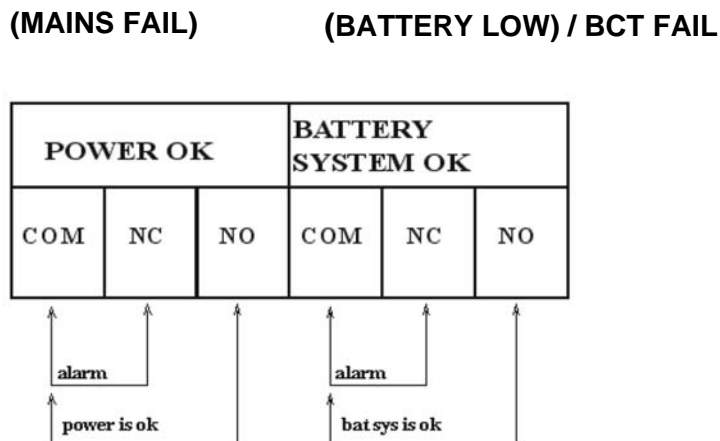 (MAINS FAIL) (BATTERY LOW) / BCT FAIL
POWER OK
BATTERY
SYSTEM OK
COM NC NO COM NC NO
alarm alarm
power is ok bat sys is ok